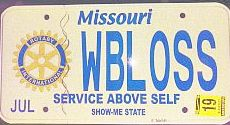 Missouri
ROTARY
INTERNATIONAL
WBLOSS
JUL
19
SERVICE ABOVE SELF
SHOW-ME STATE